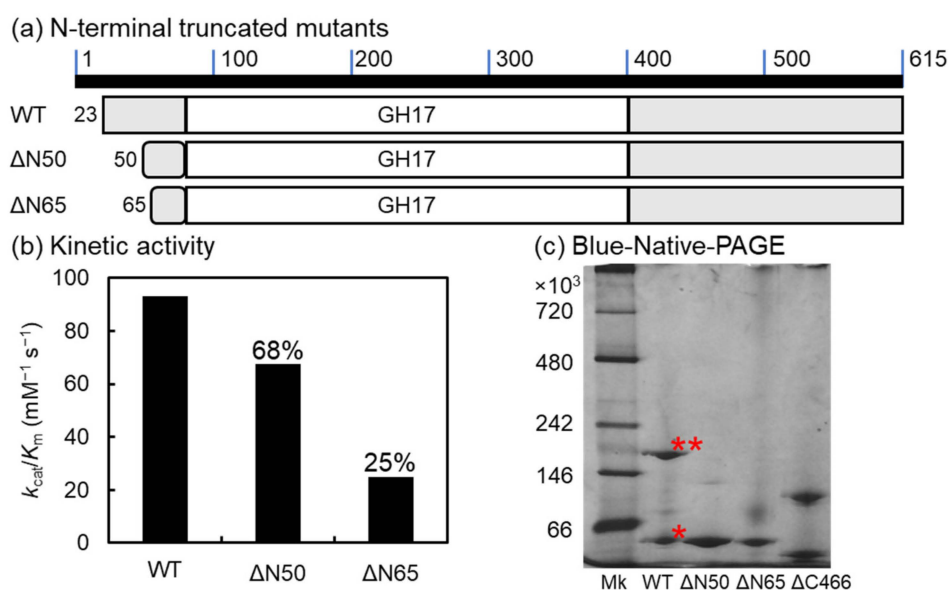 (a) N-terminal truncated mutants
1 100 200 300 400 500 615
WT 23 GH17
ΔN50 50 GH17
ΔN65 65 GH17
(b) Kinetic activity
100
80
60
40
20
0
kcat/Km (mM−1 s−1)
68%
25%
WT ΔN50 ΔN65
(c) Blue-Native-PAGE
×10³
720
480
242
146
66
**
*
Mk WT ΔN50 ΔN65 ΔC466